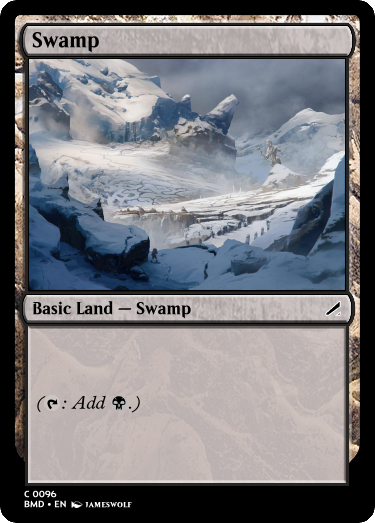 Swamp
Basic Land — Swamp
(: Add .)
C 0096
BMD • EN JAMESWOLF